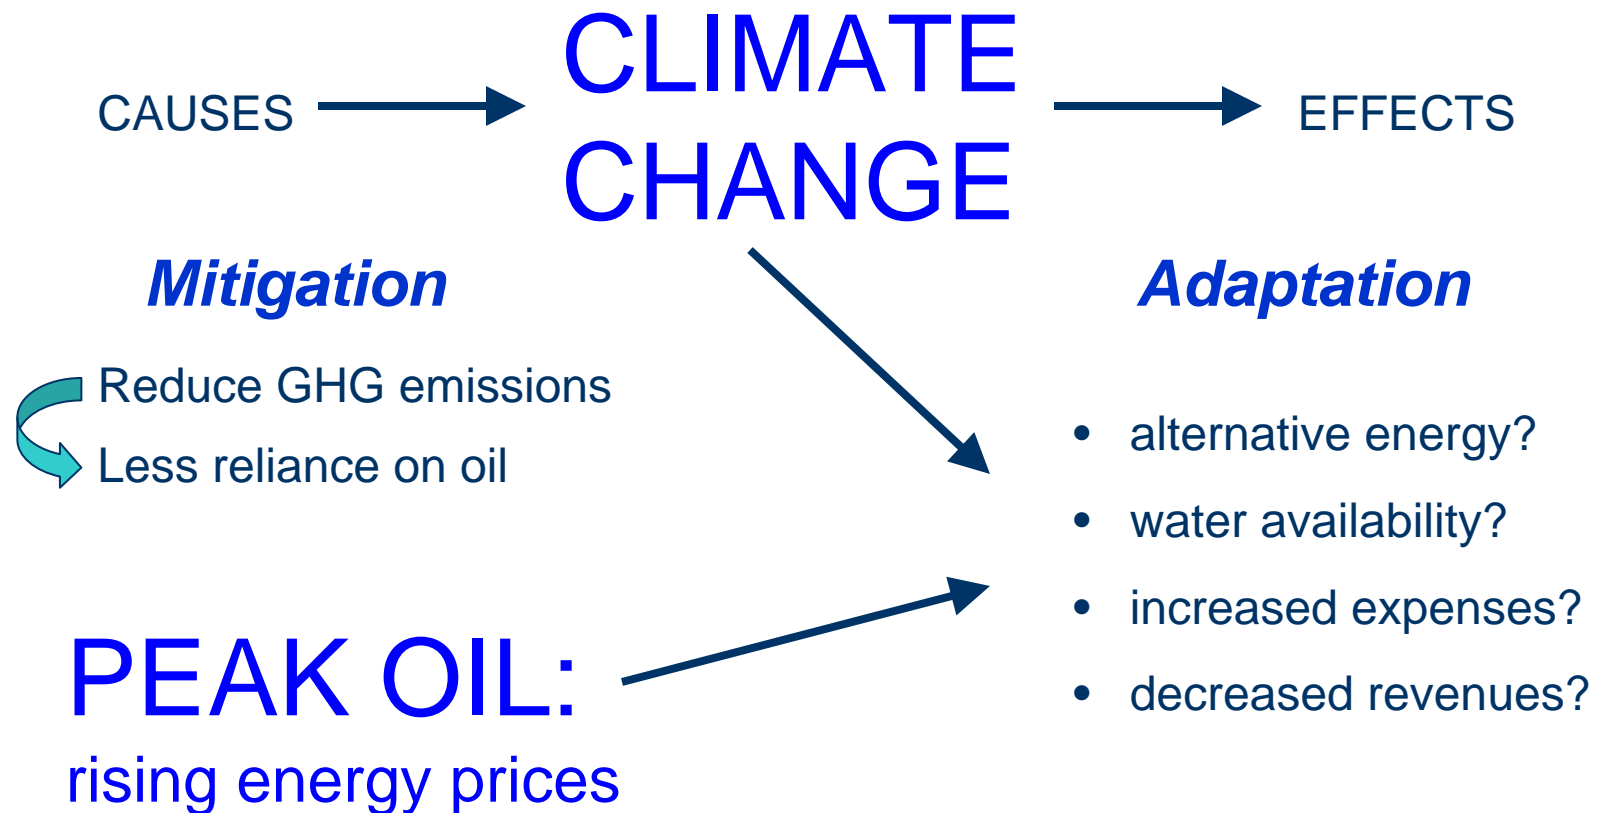 CAUSES
CLIMATE
CHANGE
EFFECTS
Mitigation
Reduce GHG emissions
Less reliance on oil
Adaptation
• alternative energy?
• water availability?
• increased expenses?
• decreased revenues?
PEAK OIL:
rising energy prices